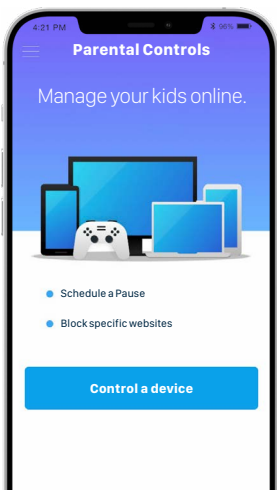 4:21 PM
96%
Parental Controls
Manage your kids online.
Schedule a Pause
Block specific websites
Control a device